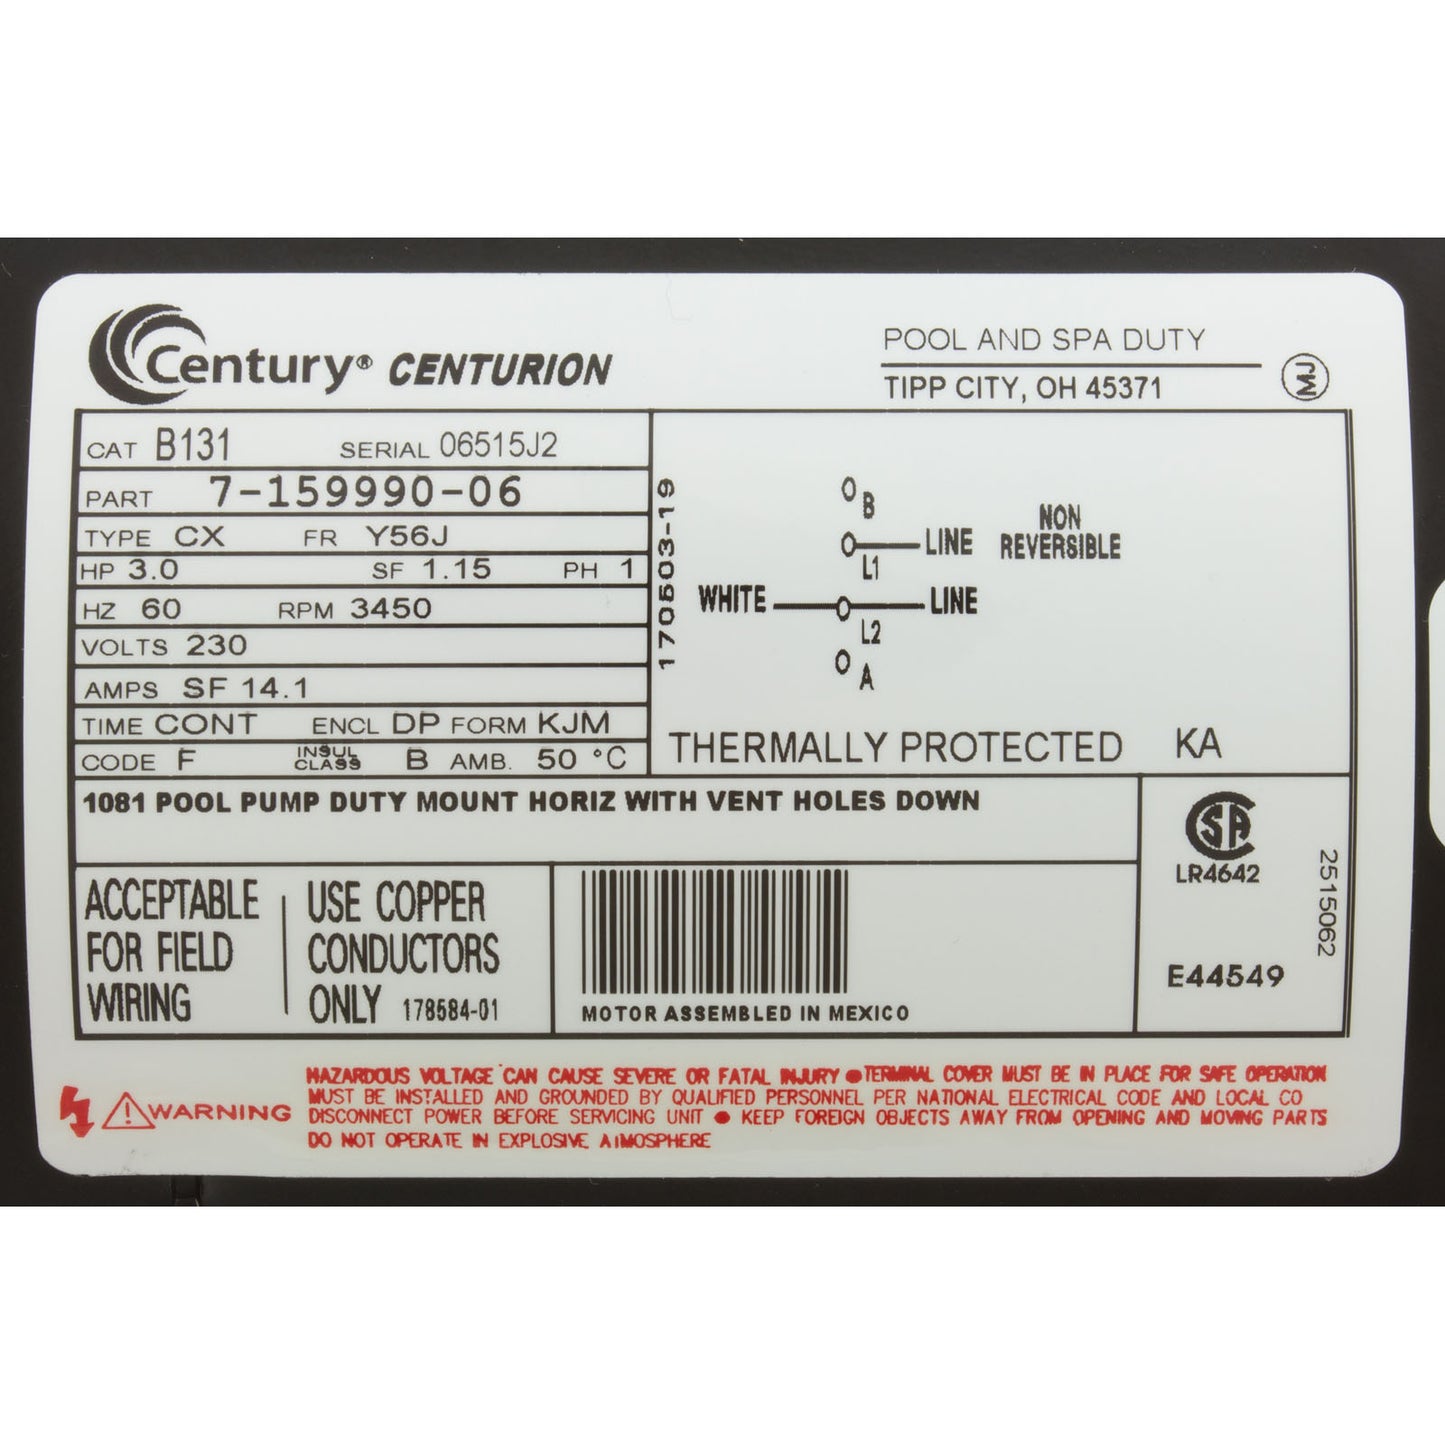 Century® CENTURION
POOL AND SPA DUTY
TIPP CITY, OH 45371
MJ
CAT B131 SERIAL 06515J2
PART 7-159990-06
TYPE CX FR Y56J
HP 3.0 SF 1.15 PH 1
HZ 60 RPM 3450
VOLTS 230
AMPS SF 14.1
TIME CONT ENCL DP FORM KJM
CODE F INSUL CLASS B AMB. 50 °C
170503-19
B
LINE
L1
NON
REVERSIBLE
WHITE LINE
L2
A
THERMALLY PROTECTED KA
1081 POOL PUMP DUTY MOUNT HORIZ WITH VENT HOLES DOWN
ACCEPTABLE
FOR FIELD
WIRING
USE COPPER
CONDUCTORS
ONLY 178584-01
MOTOR ASSEMBLED IN MEXICO
SA
LR4642
E44549
2515062
WARNING
HAZARDOUS VOLTAGE CAN CAUSE SEVERE OR FATAL INJURY ● TERMINAL COVER MUST BE IN PLACE FOR SAFE OPERATION
MUST BE INSTALLED AND GROUNDED BY QUALIFIED PERSONNEL PER NATIONAL ELECTRICAL CODE AND LOCAL CO
DISCONNECT POWER BEFORE SERVICING UNIT ● KEEP FOREIGN OBJECTS AWAY FROM OPENING AND MOVING PARTS
DO NOT OPERATE IN EXPLOSIVE ATMOSPHERE